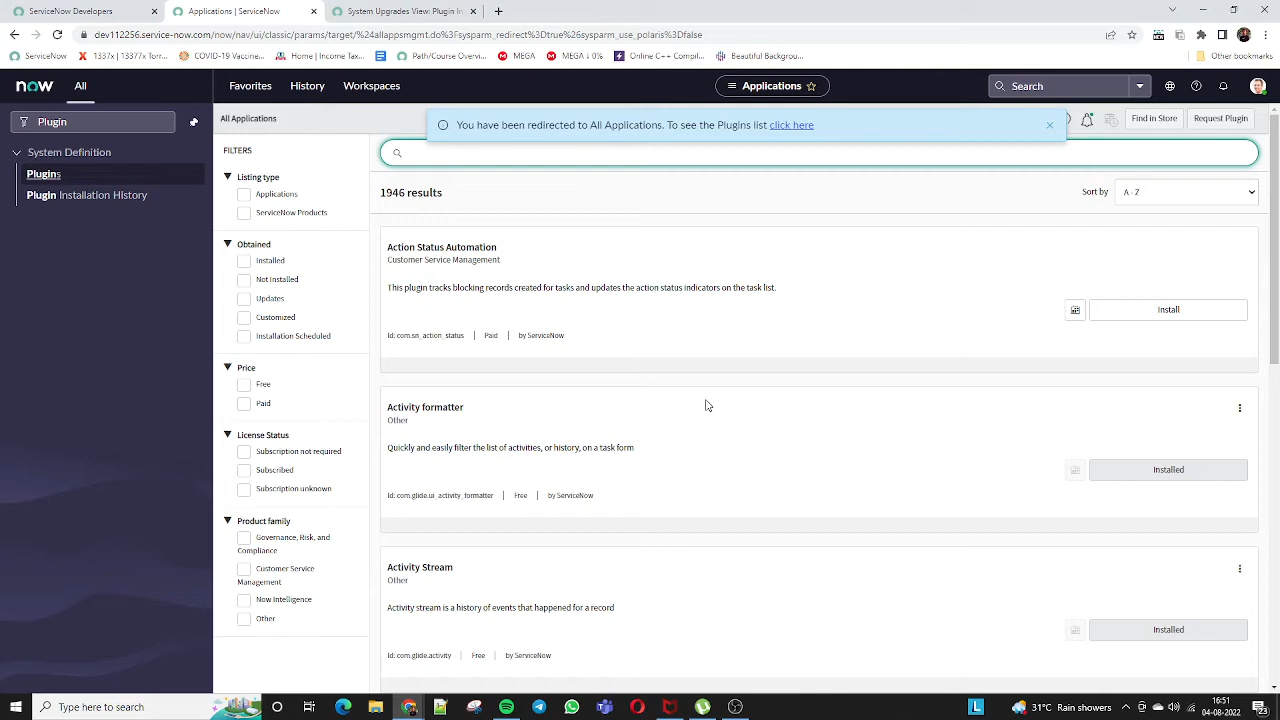 ServiceNow Developers
Applications | ServiceNow
System Upgrades View: Plugin In
dev112256.service-now.com/now/nav/ui/classic/params/target/%24allappsmgmt.do%3Fsysparm_redirect%3Dtrue%26sysparm_use_polaris%3Dfalse
ServiceNow
1337x | 13377x Torr...
COVID-19 Vaccina...
Home | Income Tax...
Path/Course Overvi...
MEGA
MEGA ↓ 0%
Online C++ Compil...
Beautiful Backgrou...
Other bookmarks
now
All
Favorites
History
Workspaces
Applications
Search
Plugin
System Definition
Plugins
Plugin Installation History
All Applications
You have been redirected to All Applications. To see the Plugins list click here
Find in Store
Request Plugin
FILTERS
Listing type
Applications
ServiceNow Products
Obtained
Installed
Not Installed
Updates
Customized
Installation Scheduled
Price
Free
Paid
License Status
Subscription not required
Subscribed
Subscription unknown
Product family
Governance, Risk, and
Compliance
Customer Service
Management
Now Intelligence
Other
1946 results
Sort by
A - Z
Action Status Automation
Customer Service Management
This plugin tracks blocking records created for tasks and updates the action status indicators on the task list.
Install
Id: com.sn_action_status | Paid | by ServiceNow
Activity formatter
Other
Quickly and easily filter the list of activities, or history, on a task form
Installed
Id: com.glide.ui_activity_formatter | Free | by ServiceNow
Activity Stream
Other
Activity stream is a history of events that happened for a record
Installed
Id: com.glide.activity | Free | by ServiceNow
Type here to search
L
31°C Rain showers
16:51
04-08-2022